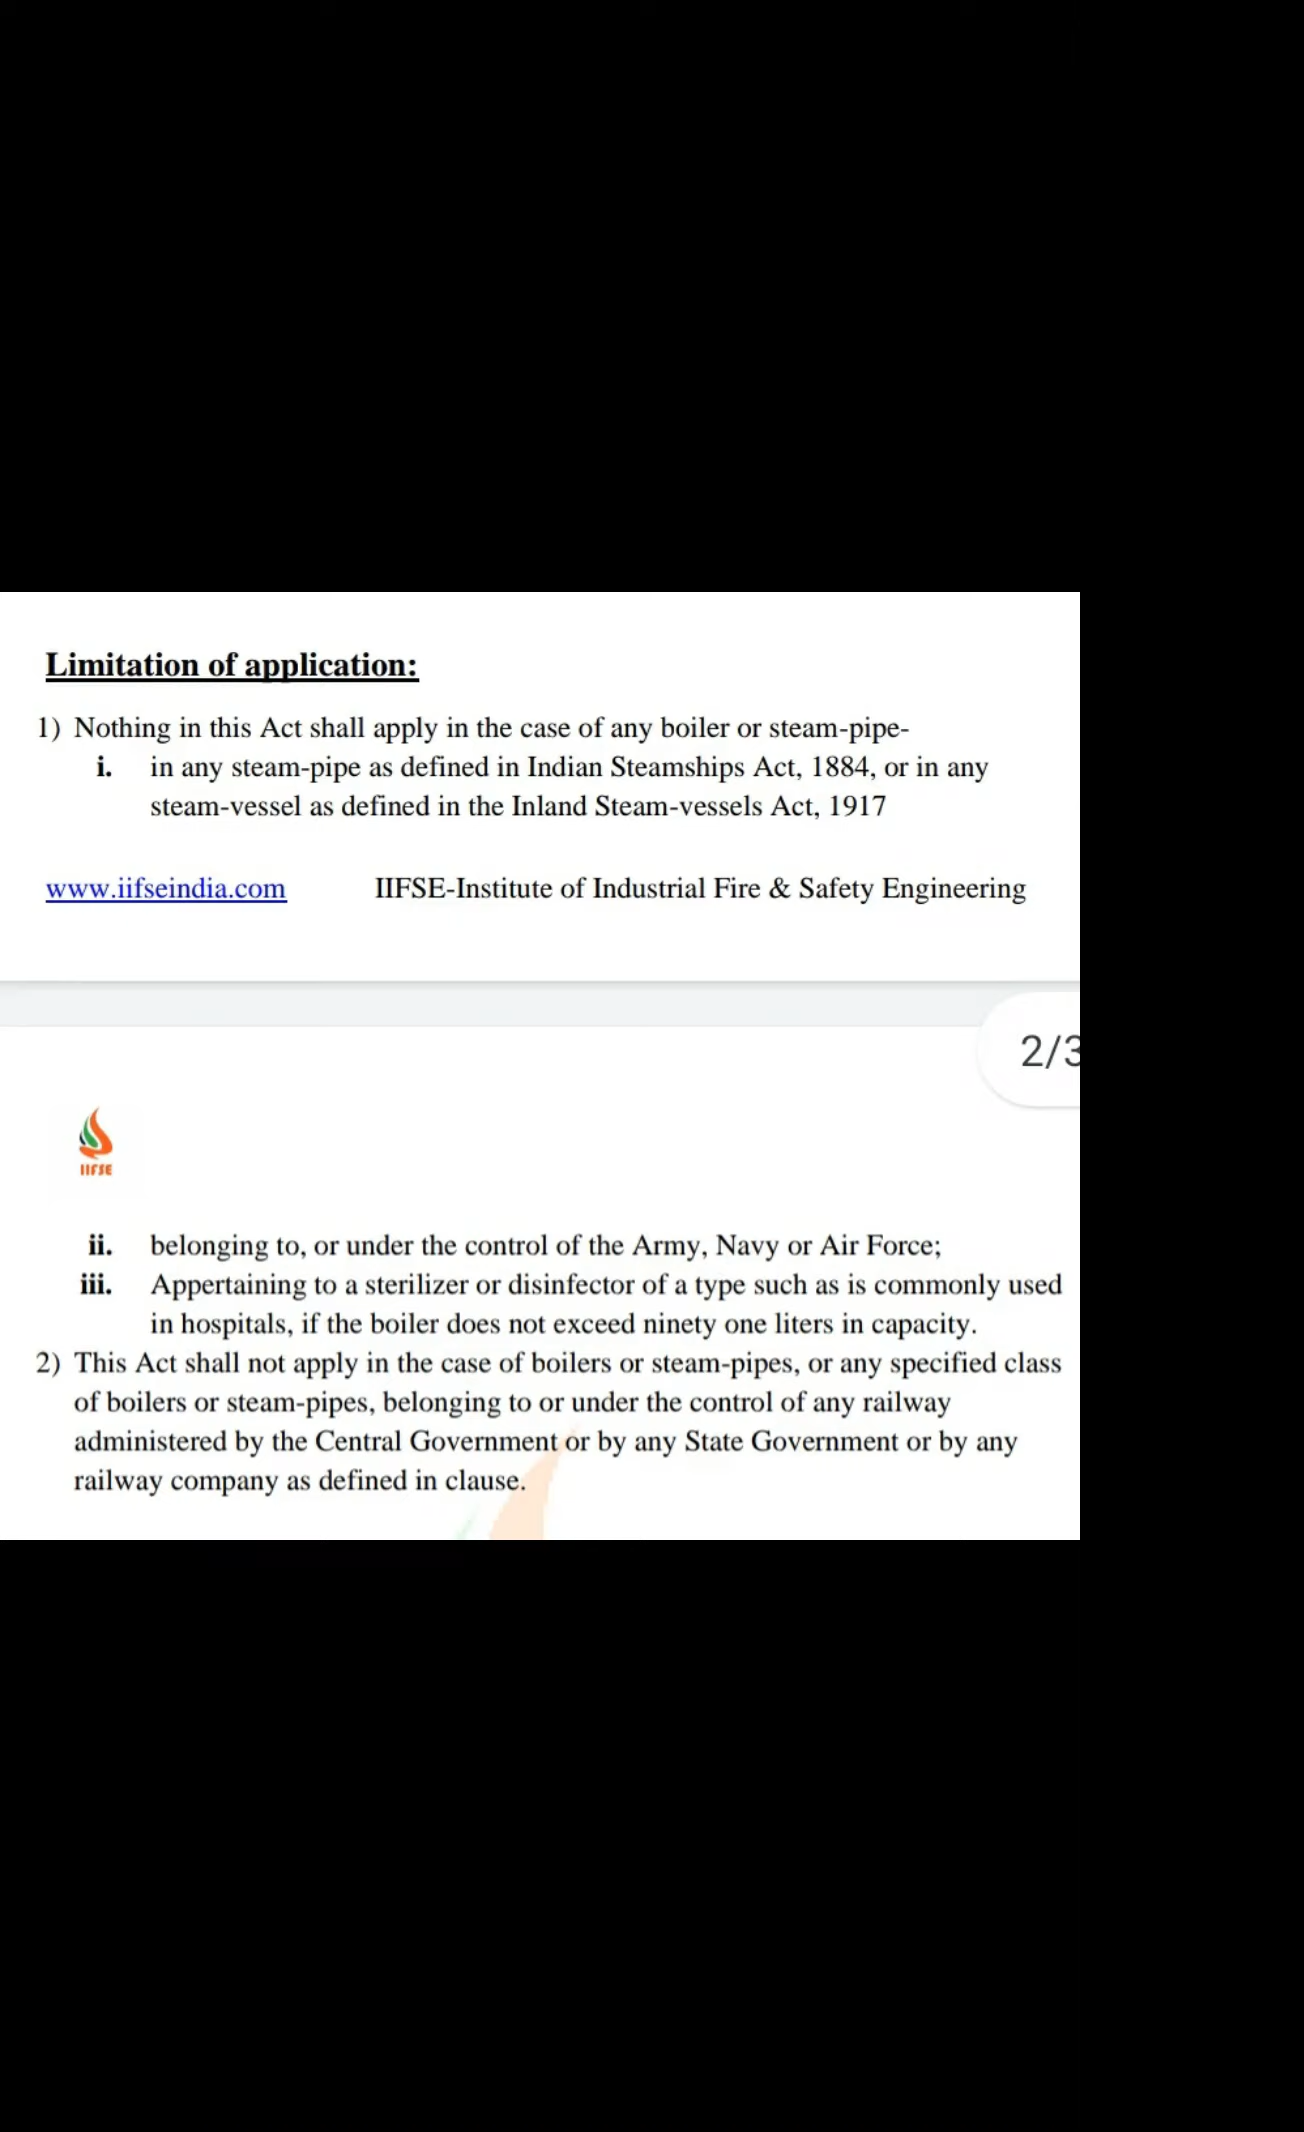 Limitation of application:
1) Nothing in this Act shall apply in the case of any boiler or steam-pipe-
i. in any steam-pipe as defined in Indian Steamships Act, 1884, or in any
steam-vessel as defined in the Inland Steam-vessels Act, 1917
www.iifseindia.com IIFSE-Institute of Industrial Fire & Safety Engineering
2/3
IIFSE
ii. belonging to, or under the control of the Army, Navy or Air Force;
iii. Appertaining to a sterilizer or disinfector of a type such as is commonly used
in hospitals, if the boiler does not exceed ninety one liters in capacity.
2) This Act shall not apply in the case of boilers or steam-pipes, or any specified class
of boilers or steam-pipes, belonging to or under the control of any railway
administered by the Central Government or by any State Government or by any
railway company as defined in clause.